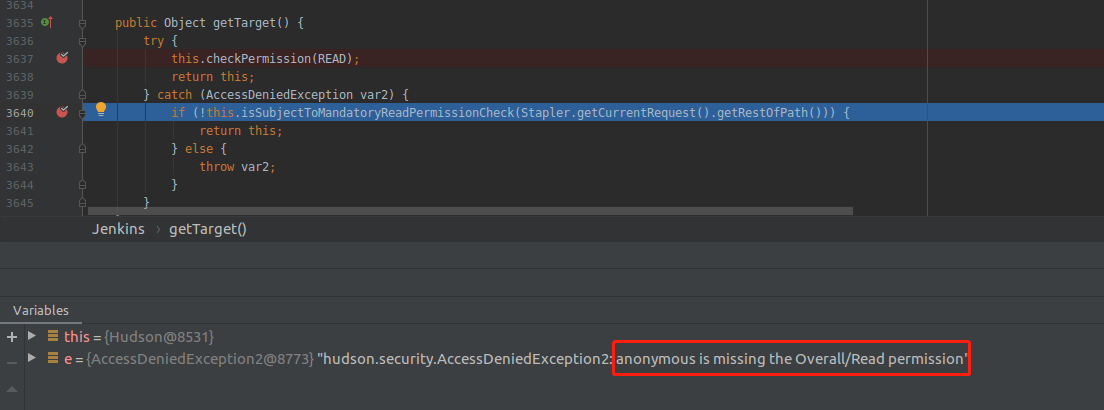 3634
3635 public Object getTarget() {
3636 try {
3637 this.checkPermission(READ);
3638 return this;
3639 } catch (AccessDeniedException var2) {
3640 if (!this.isSubjectToMandatoryReadPermissionCheck(Stapler.getCurrentRequest().getRestOfPath())) {
3641 return this;
3642 } else {
3643 throw var2;
3644 }
3645 }
Jenkins › getTarget()
Variables
this = {Hudson@8531}
e = {AccessDeniedException2@8773} "hudson.security.AccessDeniedException2: anonymous is missing the Overall/Read permission"